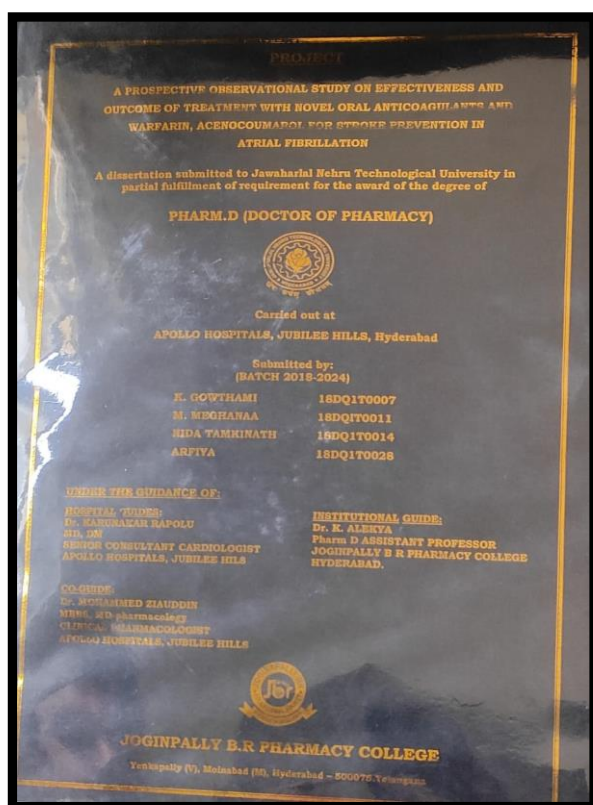 PROJECT
A PROSPECTIVE OBSERVATIONAL STUDY ON EFFECTIVENESS AND
OUTCOME OF TREATMENT WITH NOVEL ORAL ANTICOAGULANTS AND
WARFARIN, ACENOCOUMAROL FOR STROKE PREVENTION IN
ATRIAL FIBRILLATION
A dissertation submitted to Jawaharlal Nehru Technological University in
partial fulfillment of requirement for the award of the degree of
PHARM.D (DOCTOR OF PHARMACY)
Carried out at
APOLLO HOSPITALS, JUBILEE HILLS, Hyderabad
Submitted by:
(BATCH 2018-2024)
K. GOWTHAMI 18DQ1T0007
M. MEGHANAA 18DQIT0011
HIDA TAMKINATH 18DQ1T0014
ARFIYA 18DQ1T0028
UNDER THE GUIDANCE OF:
HOSPITAL
Dr. KARUNAKAR RAPOLU
MD, DM
SENIOR CONSULTANT CARDIOLOGIST
APOLLO HOSPITALS, JUBILEE HILS
INSTITUTIONAL GUIDE:
Dr. K. ALEKYA
Pharm D ASSISTANT PROFESSOR
JOGINPALLY B R PHARMACY COLLEGE
HYDERABAD.
CO-GUIDE:
Dr. MOHAMMED ZIAUDDIN
MBBS, MD pharmacology
CLINICAL PHARMACOLOGIST
APOLLO HOSPITALS, JUBILEE HILLS
Jbr
JOGINPALLY B.R PHARMACY COLLEGE
Yenkapally (V), Moinabad (M), Hyderabad – 500075.Telangana